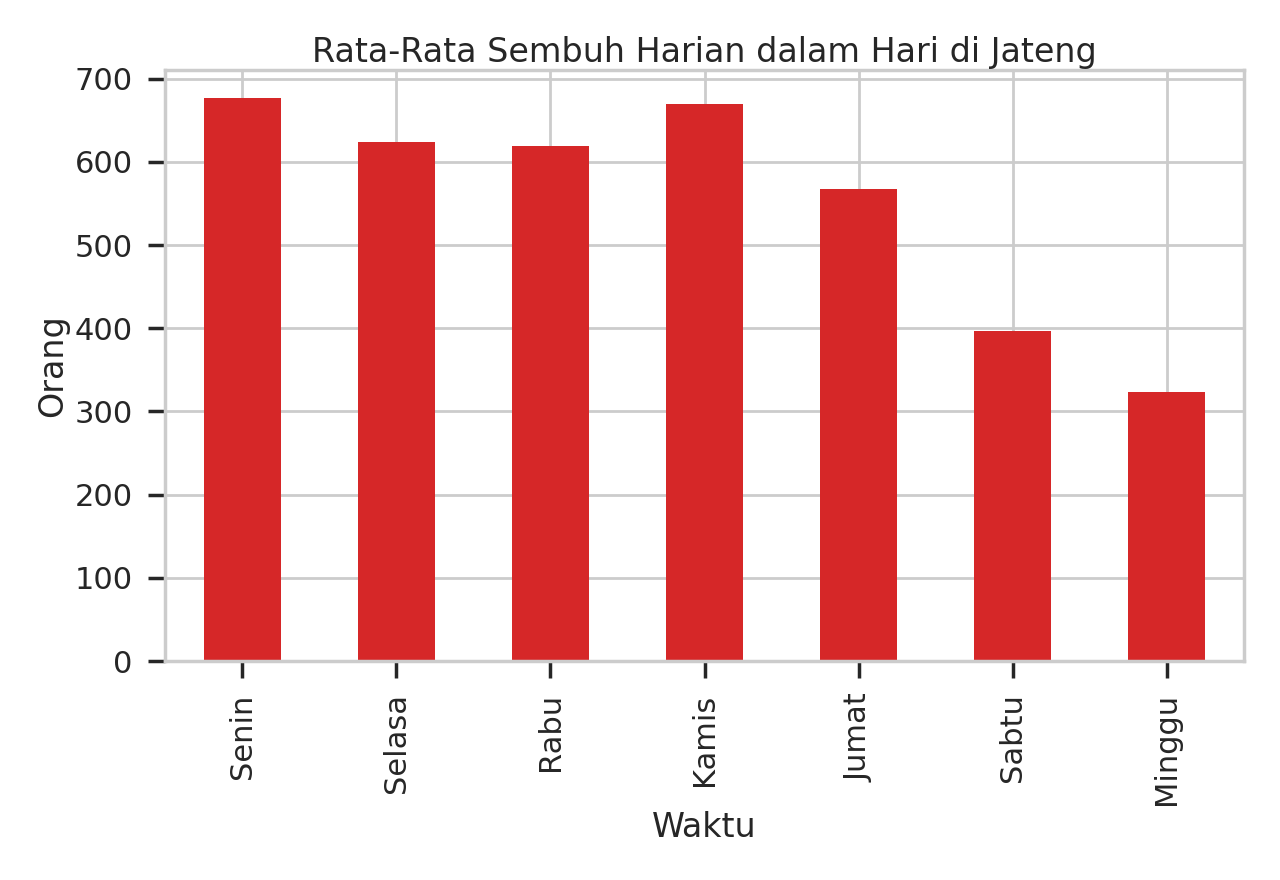 Rata-Rata Sembuh Harian dalam Hari di Jateng
Orang
700
600
500
400
300
200
100
0
Senin
Selasa
Rabu
Kamis
Jumat
Sabtu
Minggu
Waktu